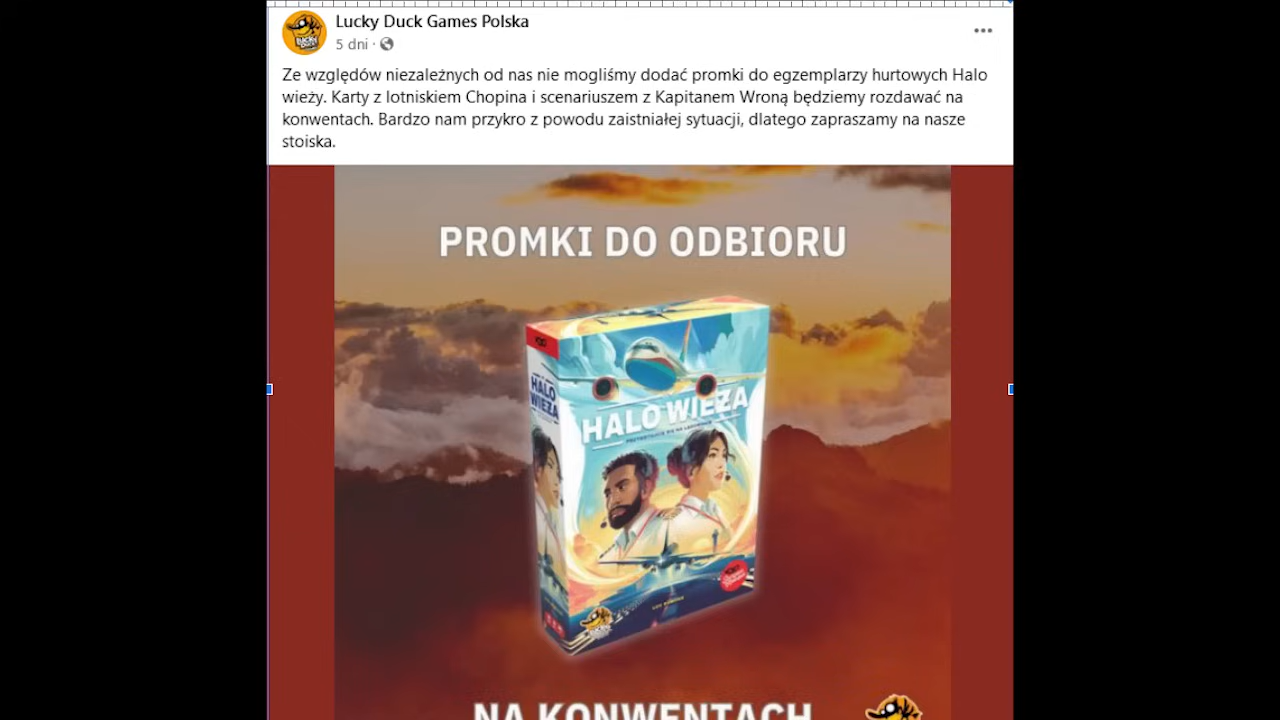 Lucky Duck Games Polska
5 dni ·
Ze względów niezależnych od nas nie mogliśmy dodać promki do egzemplarzy hurtowych Halo
wieży. Karty z lotniskiem Chopina i scenariuszem z Kapitanem Wroną będziemy rozdawać na
konwentach. Bardzo nam przykro z powodu zaistniałej sytuacji, dlatego zapraszamy na nasze
stoiska.
PROMKI DO ODBIORU
HALO WIEŻA
HALO
WIEŻA
NA KONWENTACH